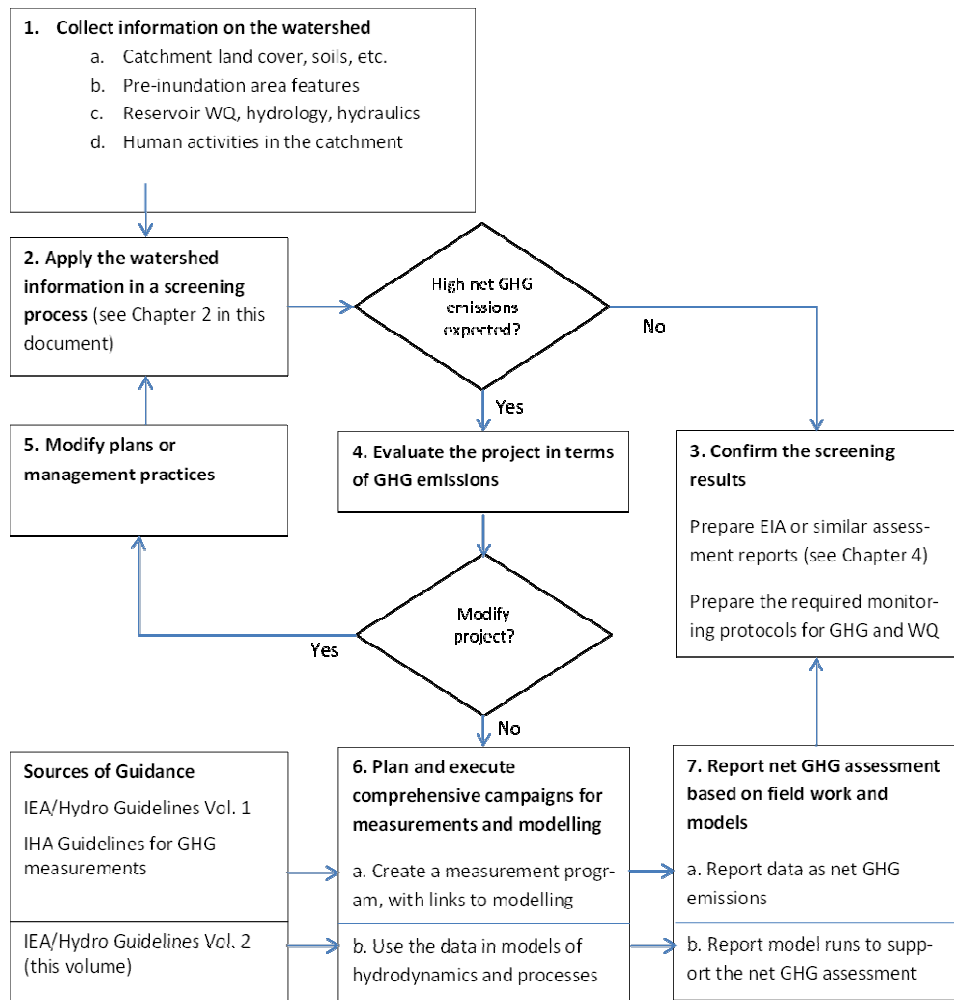 1. Collect information on the watershed
a. Catchment land cover, soils, etc.
b. Pre-inundation area features
c. Reservoir WQ, hydrology, hydraulics
d. Human activities in the catchment
2. Apply the watershed
information in a screening
process (see Chapter 2 in this
document)
High net GHG
emissions
expected?
No
Yes
5. Modify plans or
management practices
4. Evaluate the project in terms
of GHG emissions
3. Confirm the screening
results
Prepare EIA or similar assess-
ment reports (see Chapter 4)
Prepare the required monitor-
ing protocols for GHG and WQ
Modify
project?
Yes
No
Sources of Guidance
IEA/Hydro Guidelines Vol. 1
IHA Guidelines for GHG
measurements
IEA/Hydro Guidelines Vol. 2
(this volume)
6. Plan and execute
comprehensive campaigns for
measurements and modelling
a. Create a measurement progr-
am, with links to modelling
b. Use the data in models of
hydrodynamics and processes
7. Report net GHG assessment
based on field work and
models
a. Report data as net GHG
emissions
b. Report model runs to supp-
ort the net GHG assessment